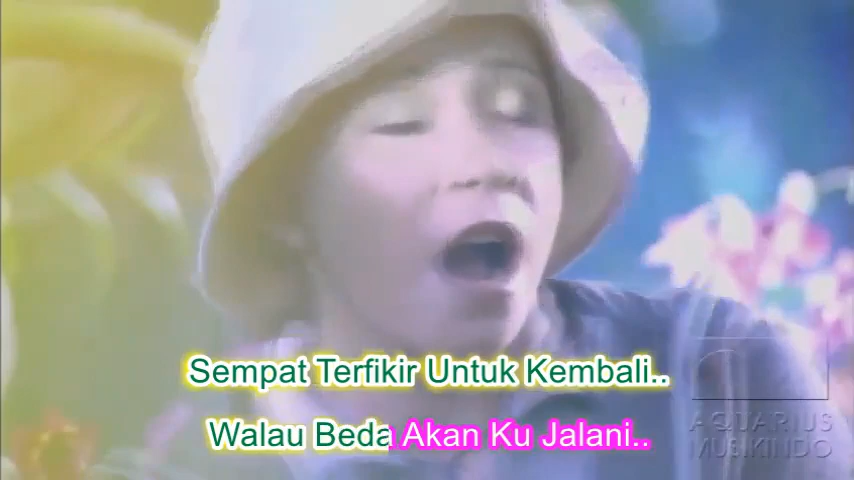 Sempat Terfikir Untuk Kembali..
Walau Beda Akan Ku Jalani..
AQUARIUS
MUSIKINDO